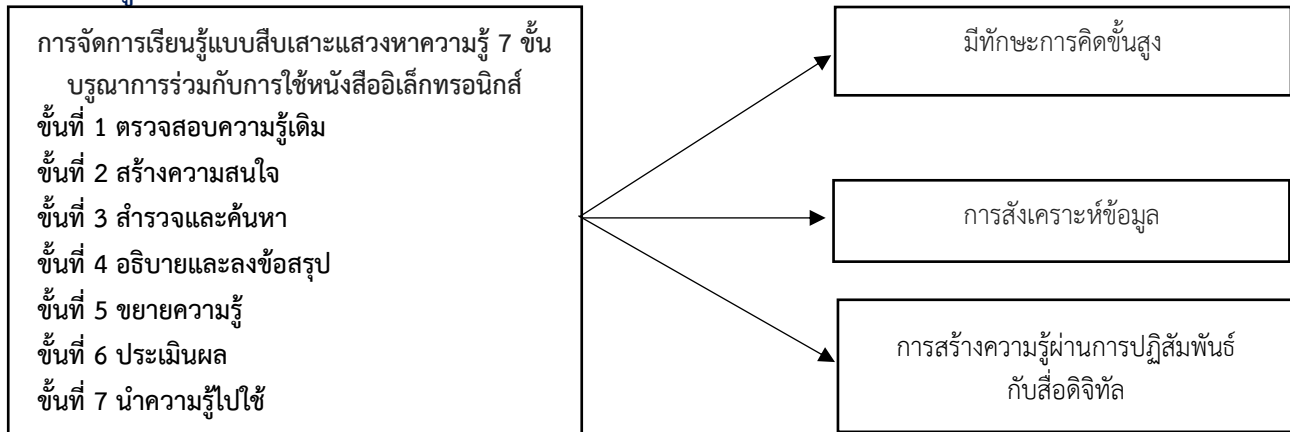 การจัดการเรียนรู้แบบสืบเสาะแสวงหาความรู้ 7 ขั้น
บรูณาการร่วมกับการใช้หนังสืออิเล็กทรอนิกส์
ขั้นที่ 1 ตรวจสอบความรู้เดิม
ขั้นที่ 2 สร้างความสนใจ
ขั้นที่ 3 สำรวจและค้นหา
ขั้นที่ 4 อธิบายและลงข้อสรุป
ขั้นที่ 5 ขยายความรู้
ขั้นที่ 6 ประเมินผล
ขั้นที่ 7 นำความรู้ไปใช้
มีทักษะการคิดขั้นสูง
การสังเคราะห์ข้อมูล
การสร้างความรู้ผ่านการปฏิสัมพันธ์
กับสื่อดิจิทัล